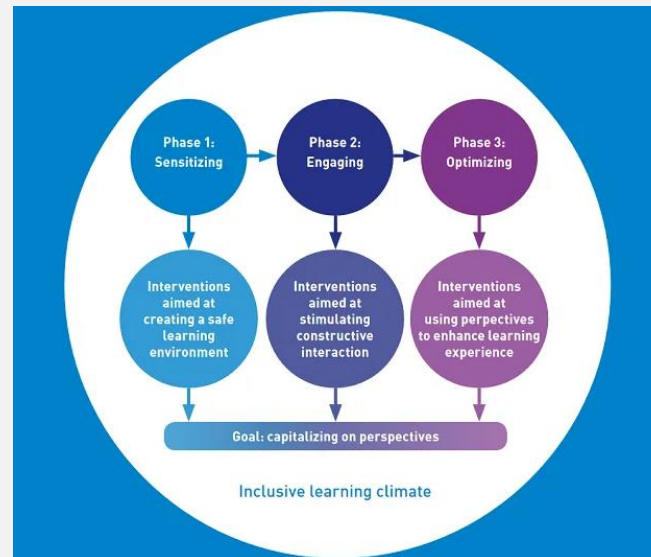 Phase 1:
Sensitizing
Phase 2:
Engaging
Phase 3:
Optimizing
Interventions
aimed at
creating a safe
learning
environment
Interventions
aimed at
stimulating
constructive
interaction
Interventions
aimed at
using perpectives
to enhance learning
experience
Goal: capitalizing on perspectives
Inclusive learning climate